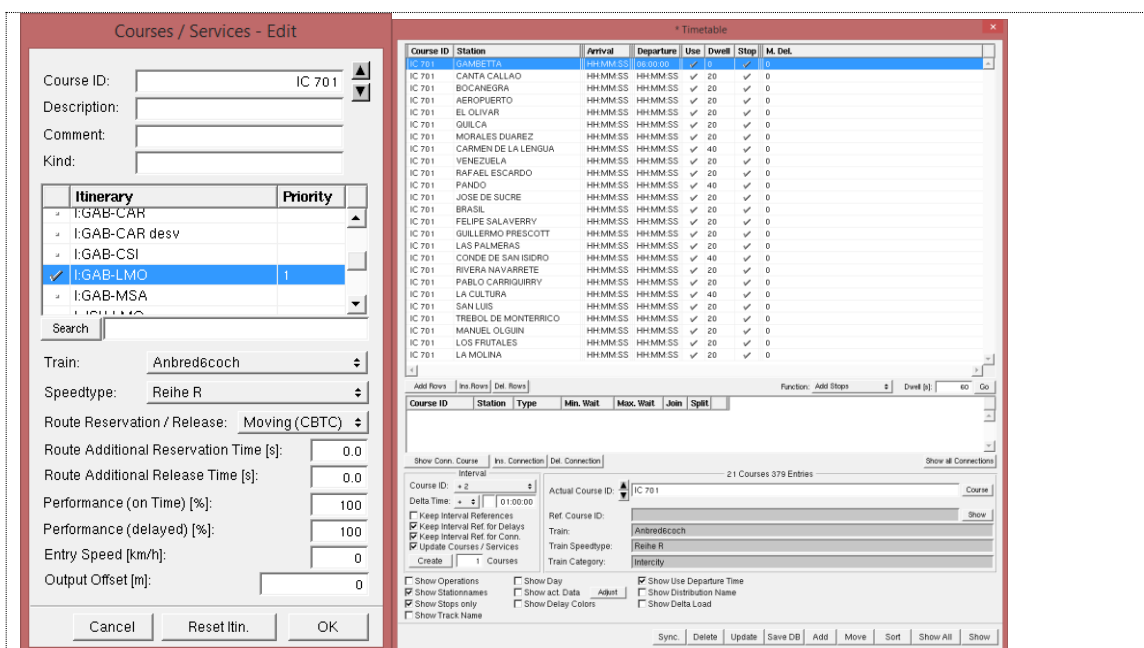 Courses / Services - Edit
Course ID: IC 701
Description:
Comment:
Kind:
Itinerary Priority
I:GAB-CAR
I:GAB-CAR desv
I:GAB-CSI
I:GAB-LMO 1
I:GAB-MSA
Search
Train: Anbred6coch
Speedtype: Reihe R
Route Reservation / Release: Moving (CBTC)
Route Additional Reservation Time [s]: 0.0
Route Additional Release Time [s]: 0.0
Performance (on Time) [%]: 100
Performance (delayed) [%]: 100
Entry Speed [km/h]: 0
Output Offset [m]: 0
Cancel Reset Itin. OK
* Timetable
Course ID Station Arrival Departure Use Dwell Stop M. Del.
IC 701 GAMBETTA HH:MM:SS 06:00:00 0 0
IC 701 CANTA CALLAO HH:MM:SS HH:MM:SS 20 0
IC 701 BOCANEGRA HH:MM:SS HH:MM:SS 20 0
IC 701 AEROPUERTO HH:MM:SS HH:MM:SS 20 0
IC 701 EL OLIVAR HH:MM:SS HH:MM:SS 20 0
IC 701 QUILCA HH:MM:SS HH:MM:SS 20 0
IC 701 MORALES DUAREZ HH:MM:SS HH:MM:SS 20 0
IC 701 CARMEN DE LA LENGUA HH:MM:SS HH:MM:SS 40 0
IC 701 VENEZUELA HH:MM:SS HH:MM:SS 20 0
IC 701 RAFAEL ESCARDO HH:MM:SS HH:MM:SS 20 0
IC 701 PANDO HH:MM:SS HH:MM:SS 40 0
IC 701 JOSE DE SUCRE HH:MM:SS HH:MM:SS 20 0
IC 701 BRASIL HH:MM:SS HH:MM:SS 20 0
IC 701 FELIPE SALAVERRY HH:MM:SS HH:MM:SS 20 0
IC 701 GUILLERMO PRESCOTT HH:MM:SS HH:MM:SS 20 0
IC 701 LAS PALMERAS HH:MM:SS HH:MM:SS 20 0
IC 701 CONDE DE SAN ISIDRO HH:MM:SS HH:MM:SS 40 0
IC 701 RIVERA NAVARRETE HH:MM:SS HH:MM:SS 20 0
IC 701 PABLO CARRIQUIRRY HH:MM:SS HH:MM:SS 20 0
IC 701 LA CULTURA HH:MM:SS HH:MM:SS 40 0
IC 701 SAN LUIS HH:MM:SS HH:MM:SS 20 0
IC 701 TREBOL DE MONTERRICO HH:MM:SS HH:MM:SS 20 0
IC 701 MANUEL OLGUIN HH:MM:SS HH:MM:SS 20 0
IC 701 LOS FRUTALES HH:MM:SS HH:MM:SS 20 0
IC 701 LA MOLINA HH:MM:SS HH:MM:SS 20 0
Add Rows Ins.Rows Del. Rows Function: Add Stops Dwell [s]: 60 Go
Course ID Station Type Min. Wait Max. Wait Join Split
Show Conn. Course Ins. Connection Del. Connection Show all Connections
Interval
Course ID: + 2
Delta Time: + 01:00:00
Keep Interval References
Keep Interval Ref. for Delays
Keep Interval Ref. for Conn.
Update Courses / Services
Create 1 Courses
21 Courses 379 Entries
Actual Course ID: IC 701 Course
Ref. Course ID: Show
Train: Anbred6coch
Train Speedtype: Reihe R
Train Category: Intercity
Show Operations Show Day Show Use Departure Time
Show Stationnames Show act. Data Adjust Show Distribution Name
Show Stops only Show Delay Colors Show Delta Load
Show Track Name
Sync. Delete Update Save DB Add Move Sort Show All Show